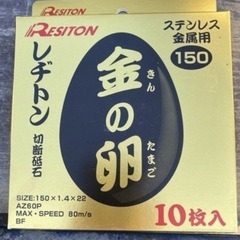 RESITON
RESITON
ステンレス
金属用
150
レヂトン
切断砥石
金の卵
きん
たまご
SIZE:150×1.4×22
AZ60P
MAX・SPEED 80m/s
BF
10枚入